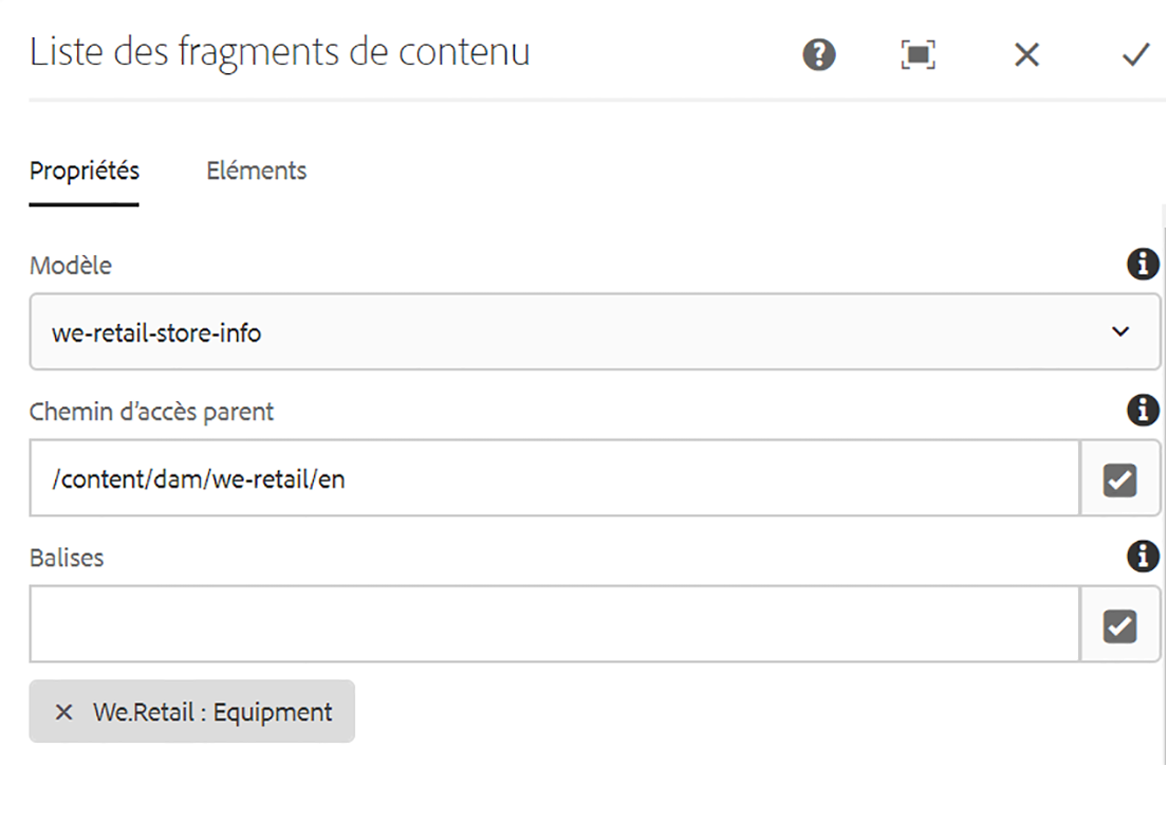 Liste des fragments de contenu
Propriétés
Eléments
Modèle
we-retail-store-info
Chemin d’accès parent
/content/dam/we-retail/en
Balises
We.Retail : Equipment